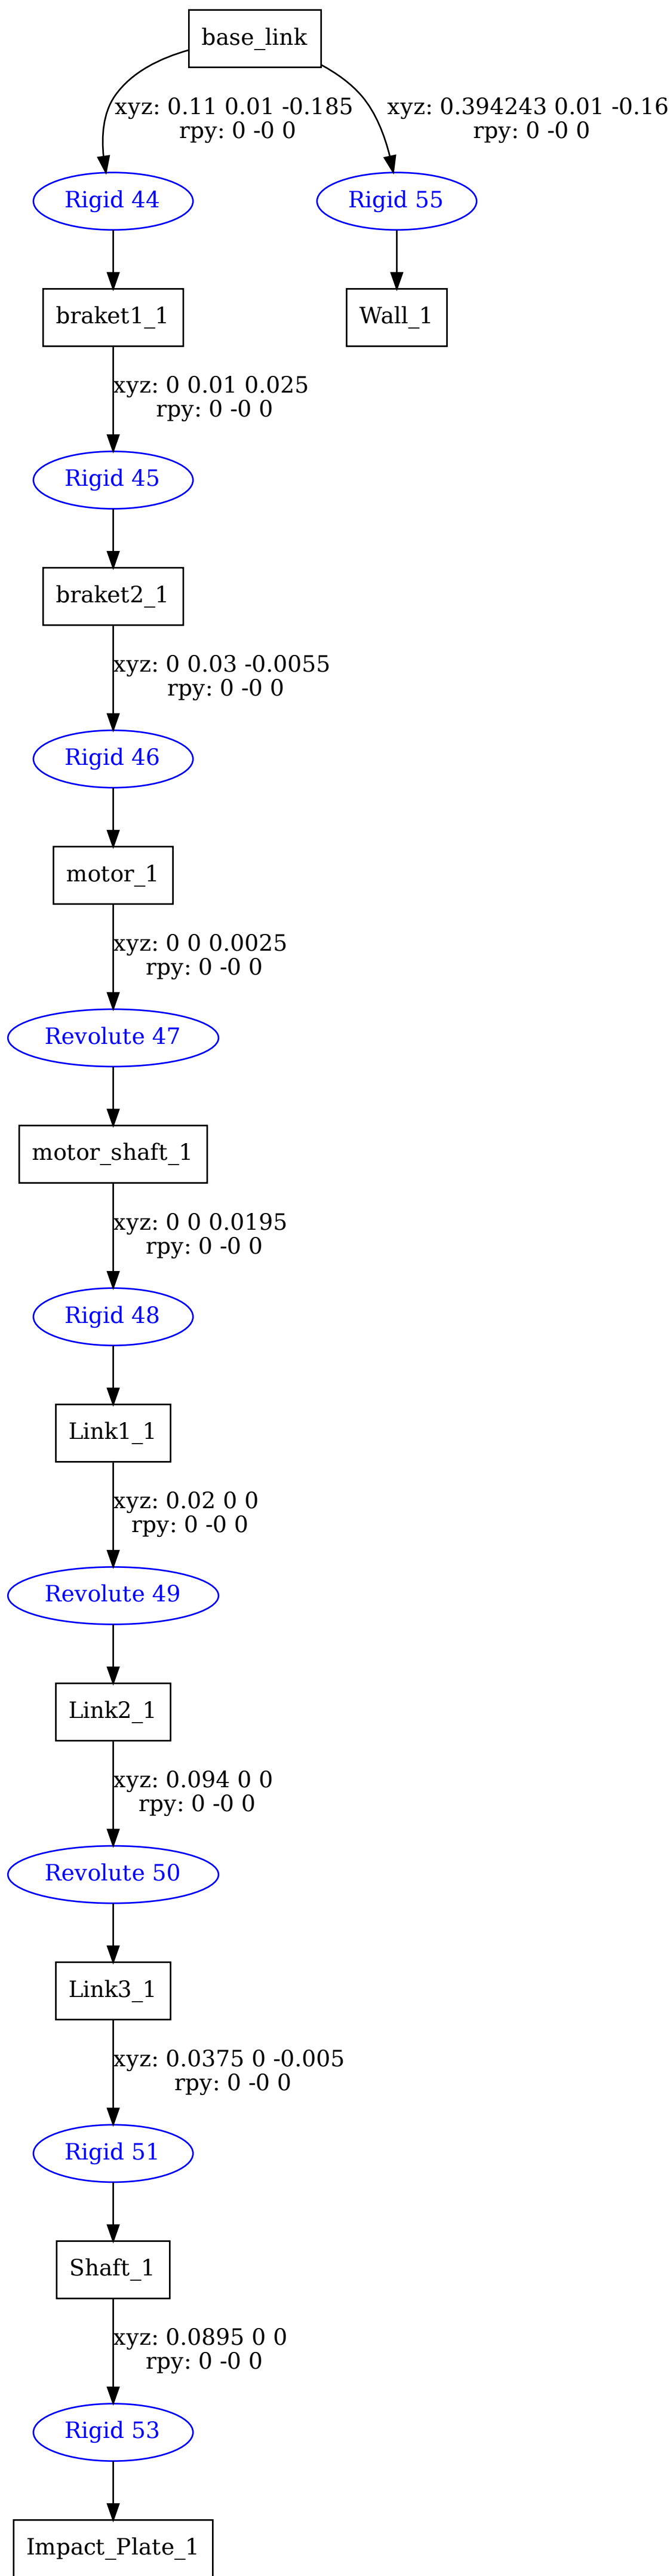 base_link
xyz: 0.11 0.01 -0.185
rpy: 0 -0 0
xyz: 0.394243 0.01 -0.16
rpy: 0 -0 0
Rigid 44
Rigid 55
braket1_1
Wall_1
xyz: 0 0.01 0.025
rpy: 0 -0 0
Rigid 45
braket2_1
xyz: 0 0.03 -0.0055
rpy: 0 -0 0
Rigid 46
motor_1
xyz: 0 0 0.0025
rpy: 0 -0 0
Revolute 47
motor_shaft_1
xyz: 0 0 0.0195
rpy: 0 -0 0
Rigid 48
Link1_1
xyz: 0.02 0 0
rpy: 0 -0 0
Revolute 49
Link2_1
xyz: 0.094 0 0
rpy: 0 -0 0
Revolute 50
Link3_1
xyz: 0.0375 0 -0.005
rpy: 0 -0 0
Rigid 51
Shaft_1
xyz: 0.0895 0 0
rpy: 0 -0 0
Rigid 53
Impact_Plate_1